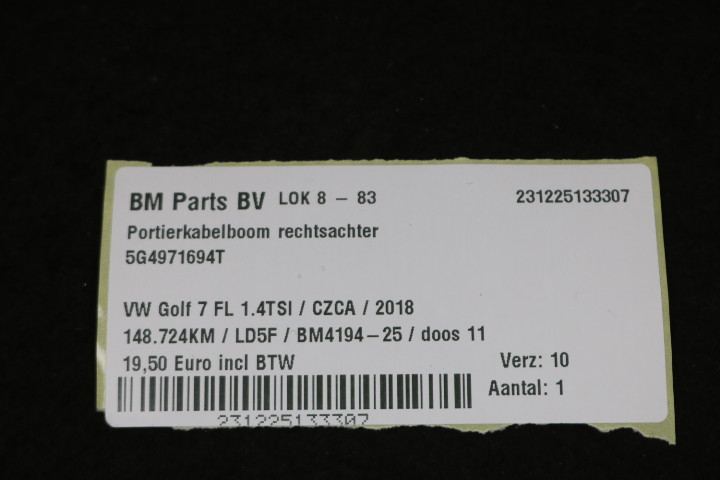 BM Parts BV LOK 8 – 83 231225133307
Portierkabelboom rechtsachter
5G4971694T
VW Golf 7 FL 1.4TSI / CZCA / 2018
148.724KM / LD5F / BM4194–25 / doos 11
19,50 Euro incl BTW Verz: 10
Aantal: 1
231225133307